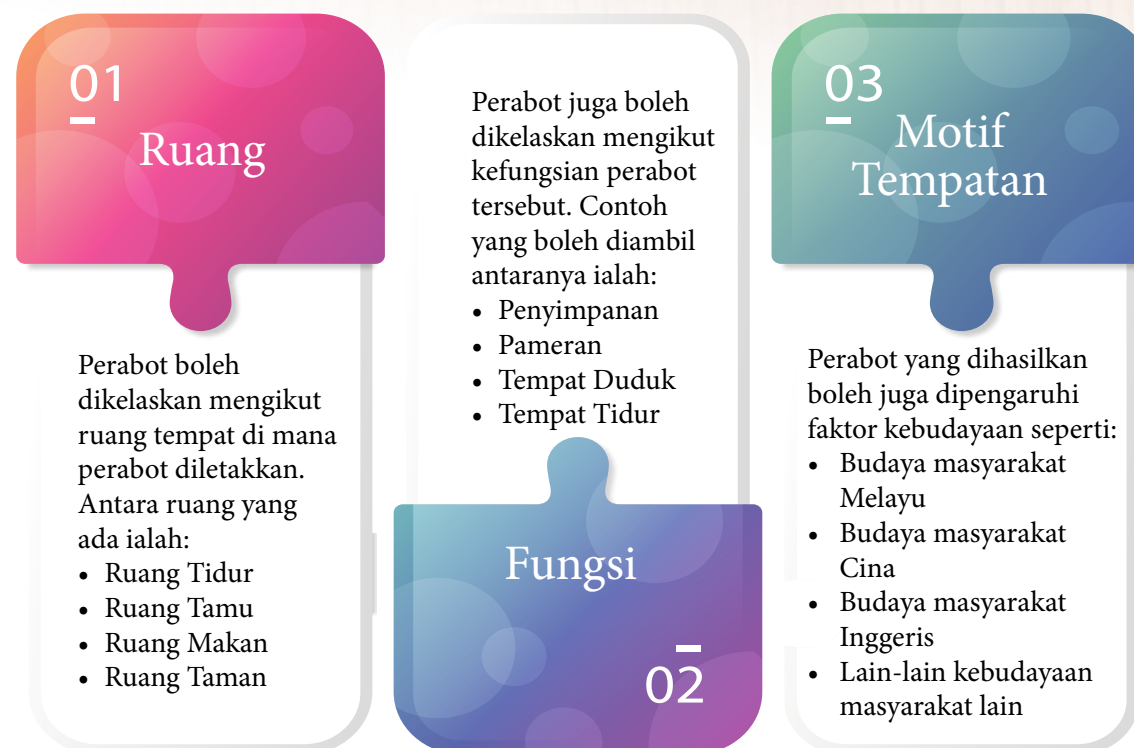 01
Ruang
Perabot boleh
dikelaskan mengikut
ruang tempat di mana
perabot diletakkan.
Antara ruang yang
ada ialah:
• Ruang Tidur
• Ruang Tamu
• Ruang Makan
• Ruang Taman
Perabot juga boleh
dikelaskan mengikut
kefungsian perabot
tersebut. Contoh
yang boleh diambil
antaranya ialah:
• Penyimpanan
• Pameran
• Tempat Duduk
• Tempat Tidur
Fungsi
02
03
Motif
Tempatan
Perabot yang dihasilkan
boleh juga dipengaruhi
faktor kebudayaan seperti:
• Budaya masyarakat
Melayu
• Budaya masyarakat
Cina
• Budaya masyarakat
Inggeris
• Lain-lain kebudayaan
masyarakat lain